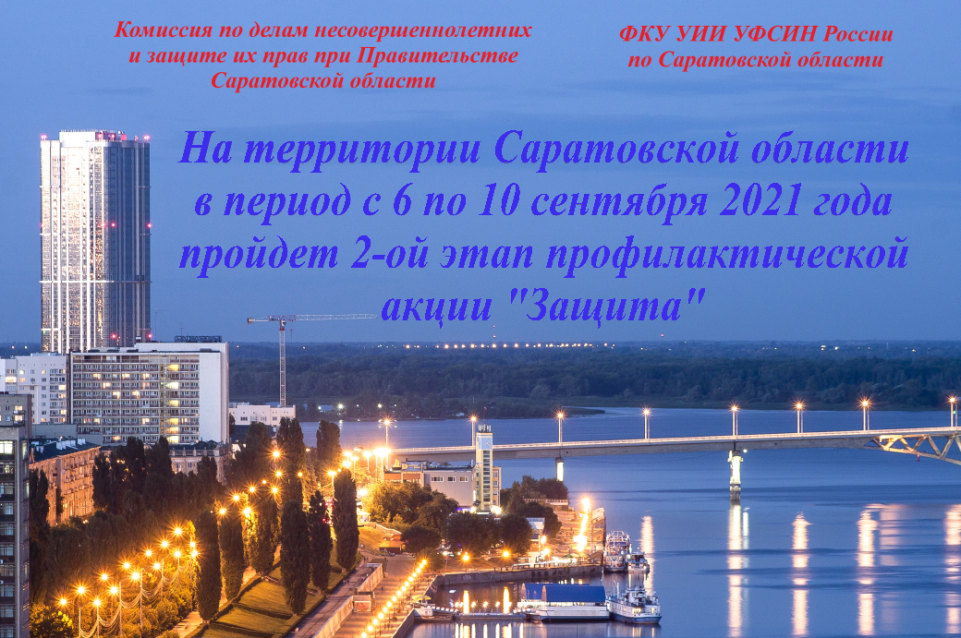 Комиссия по делам несовершеннолетних
и защите их прав при Правительстве
Саратовской области
ФКУ УИИ УФСИН России
по Саратовской области
На территории Саратовской области
в период с 6 по 10 сентября 2021 года
пройдет 2-ой этап профилактической
акции "Защита"